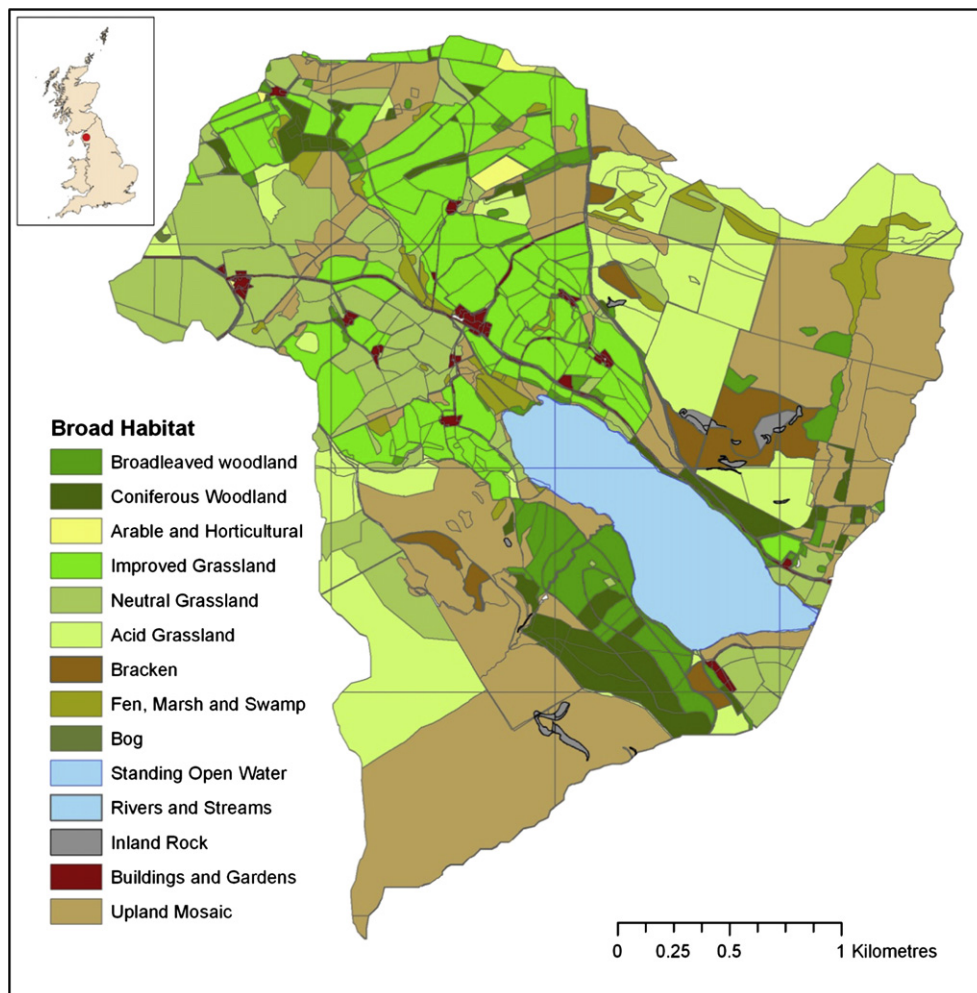 Broad Habitat
Broadleaved woodland
Coniferous Woodland
Arable and Horticultural
Improved Grassland
Neutral Grassland
Acid Grassland
Bracken
Fen, Marsh and Swamp
Bog
Standing Open Water
Rivers and Streams
Inland Rock
Buildings and Gardens
Upland Mosaic
0 0.25 0.5 1 Kilometres